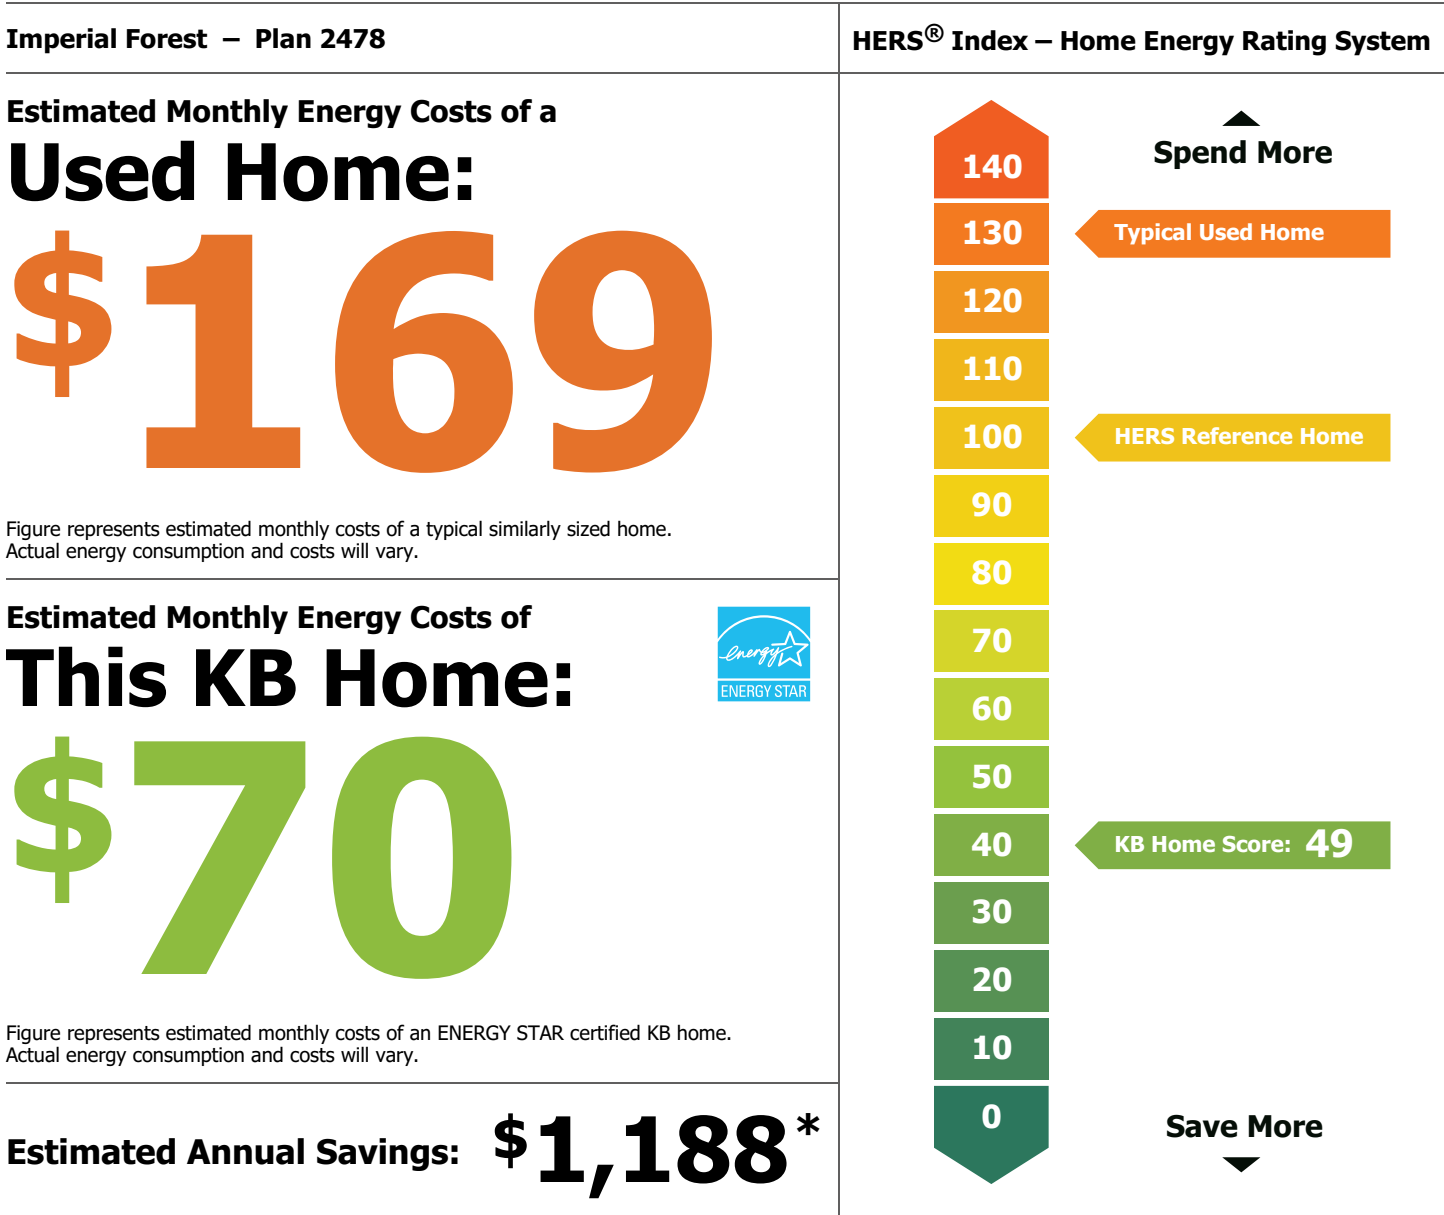 Imperial Forest – Plan 2478
Estimated Monthly Energy Costs of a
Used Home:
$169
Figure represents estimated monthly costs of a typical similarly sized home.
Actual energy consumption and costs will vary.
Estimated Monthly Energy Costs of
This KB Home:
energy
ENERGY STAR
$70
Figure represents estimated monthly costs of an ENERGY STAR certified KB home.
Actual energy consumption and costs will vary.
Estimated Annual Savings: $1,188*
HERS® Index – Home Energy Rating System
Spend More
140
130 Typical Used Home
120
110
100 HERS Reference Home
90
80
70
60
50
40 KB Home Score: 49
30
20
10
0
Save More